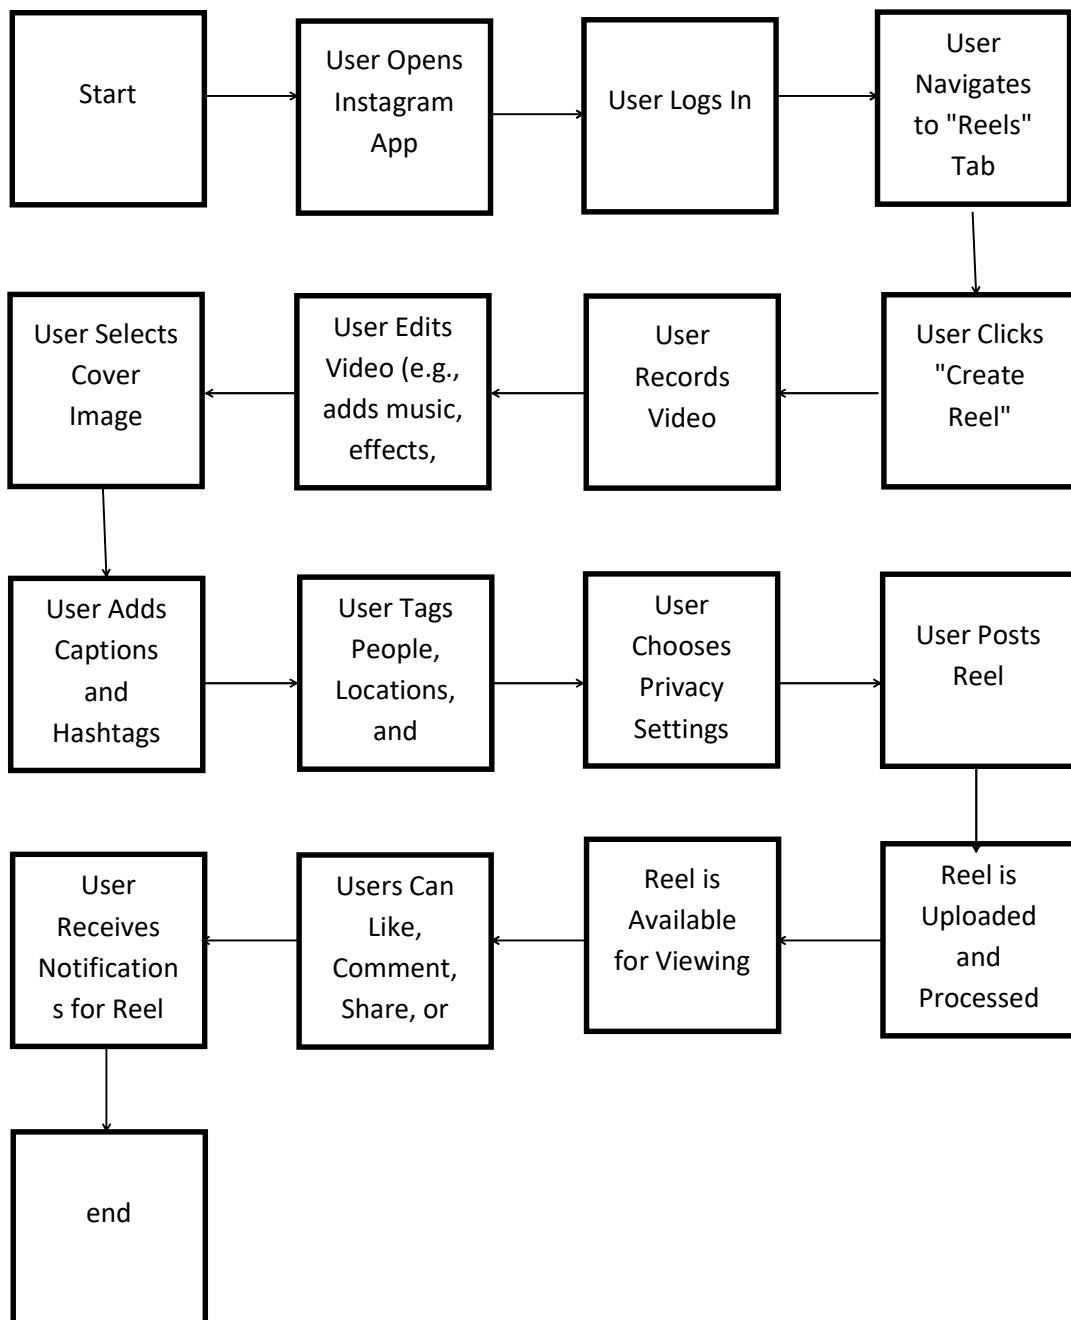 Start
User Opens
Instagram
App
User Logs In
User
Navigates
to "Reels"
Tab
User Clicks
"Create
Reel"
User
Records
Video
User Edits
Video (e.g.,
adds music,
effects,
User Selects
Cover
Image
User Adds
Captions
and
Hashtags
User Tags
People,
Locations,
and
User
Chooses
Privacy
Settings
User Posts
Reel
Reel is
Uploaded
and
Processed
Reel is
Available
for Viewing
Users Can
Like,
Comment,
Share, or
User
Receives
Notification
s for Reel
end